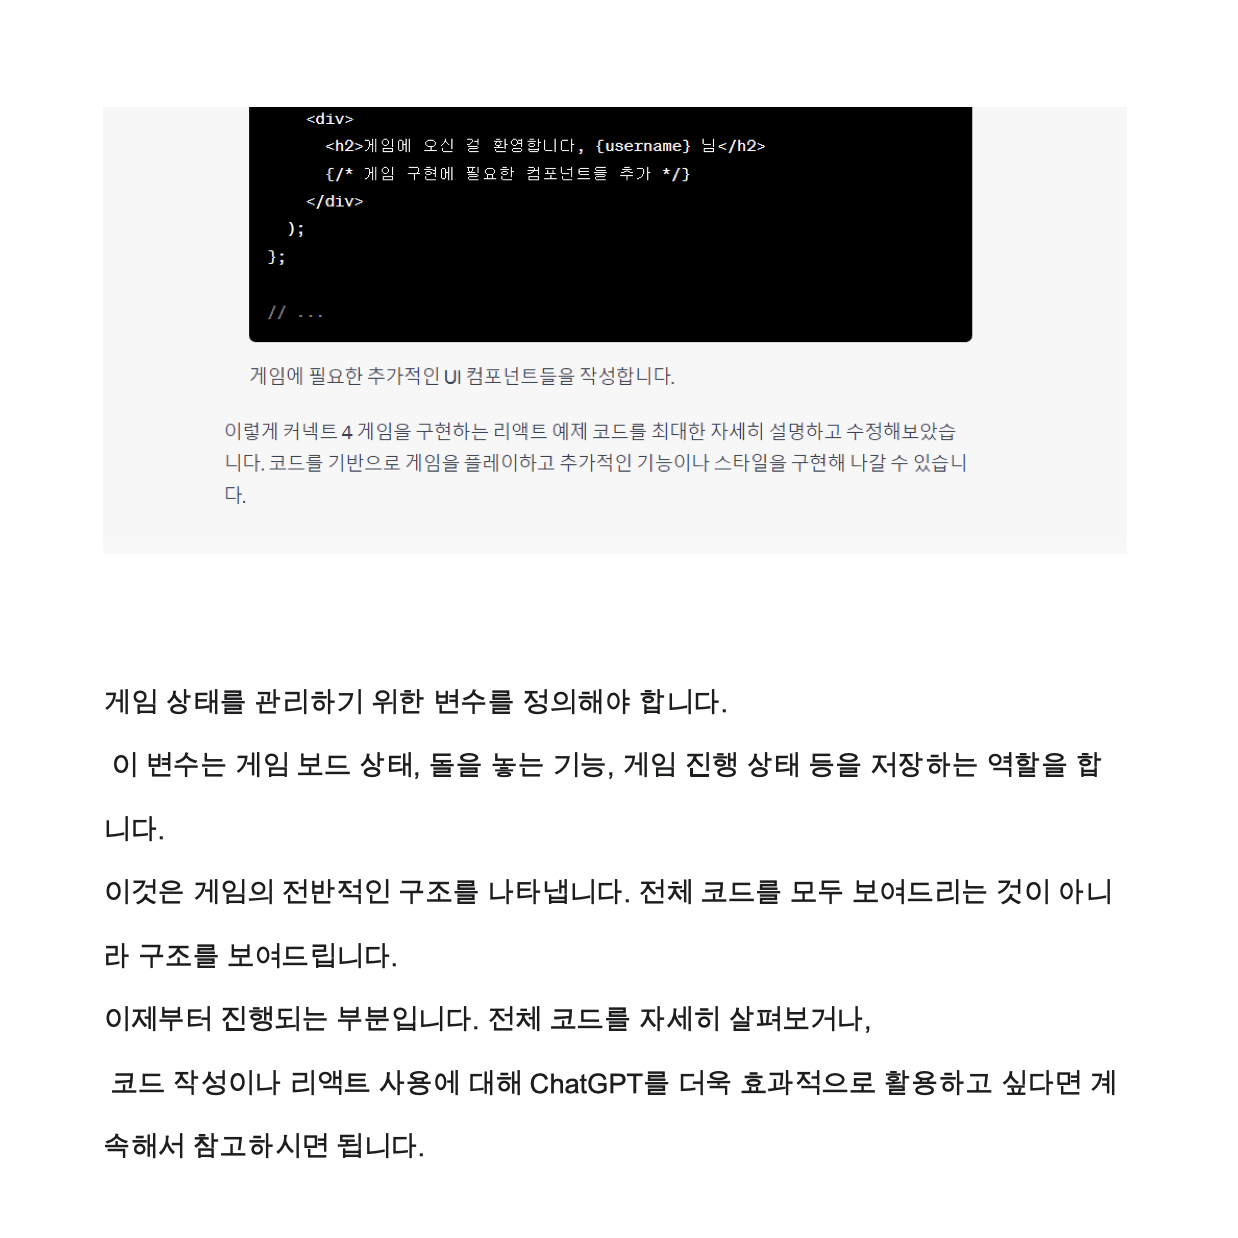 <div>
<h2>게임에 오신 걸 환영합니다, {username} 님</h2>
{/* 게임 구현에 필요한 컴포넌트들 추가 */}
</div>
);
};
// ...
게임에 필요한 추가적인 UI 컴포넌트들을 작성합니다.
이렇게 커넥트 4 게임을 구현하는 리액트 예제 코드를 최대한 자세히 설명하고 수정해보았습
니다. 코드를 기반으로 게임을 플레이하고 추가적인 기능이나 스타일을 구현해 나갈 수 있습니
다.
게임 상태를 관리하기 위한 변수를 정의해야 합니다.
이 변수는 게임 보드 상태, 돌을 놓는 기능, 게임 진행 상태 등을 저장하는 역할을 합
니다.
이것은 게임의 전반적인 구조를 나타냅니다. 전체 코드를 모두 보여드리는 것이 아니
라 구조를 보여드립니다.
이제부터 진행되는 부분입니다. 전체 코드를 자세히 살펴보거나,
코드 작성이나 리액트 사용에 대해 ChatGPT를 더욱 효과적으로 활용하고 싶다면 계
속해서 참고하시면 됩니다.